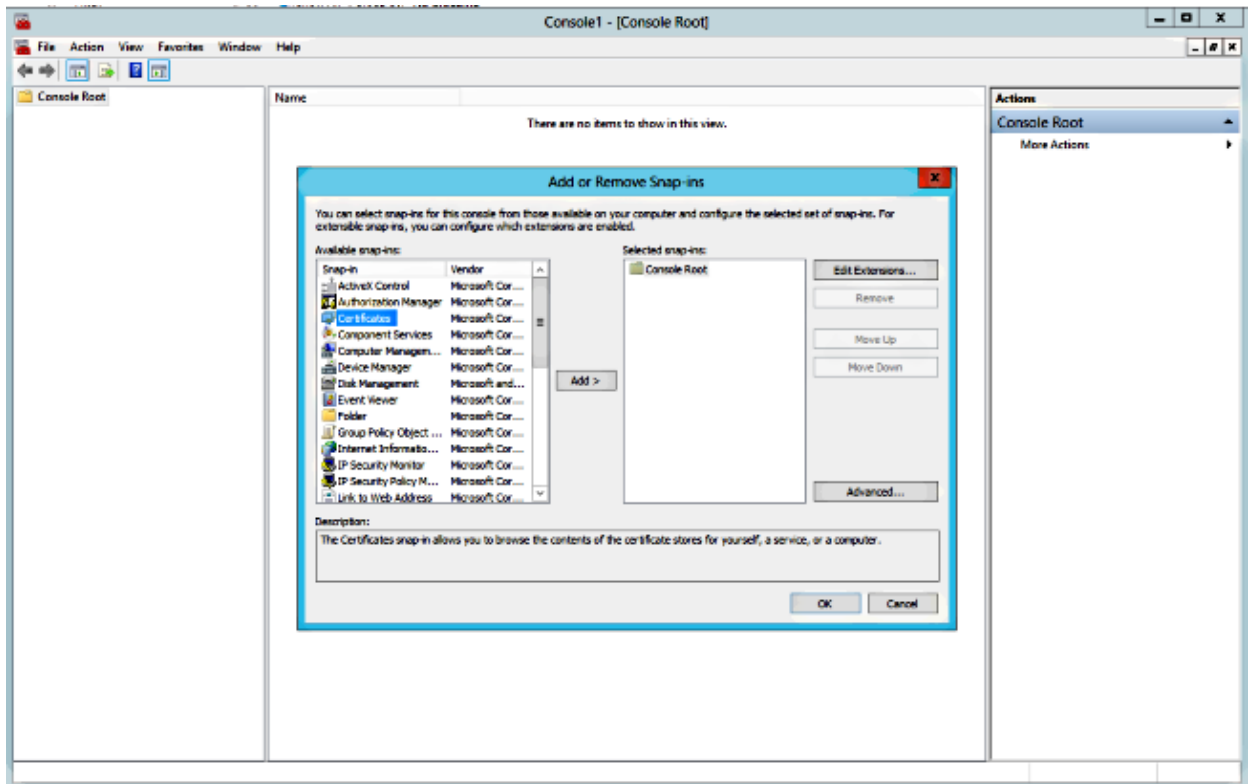 Console1 - [Console Root]
File Action View Favorites Window Help
Console Root
Name
There are no items to show in this view.
Actions
Console Root
More Actions
Add or Remove Snap-ins
You can select snap-ins for this console from those available on your computer and configure the selected set of snap-ins. For
extensible snap-ins, you can configure which extensions are enabled.
Available snap-ins:
Snap-in Vendor
ActiveX Control Microsoft Cor...
Authorization Manager Microsoft Cor...
Certificates Microsoft Cor...
Component Services Microsoft Cor...
Computer Managem... Microsoft Cor...
Device Manager Microsoft Cor...
Disk Management Microsoft and...
Event Viewer Microsoft Cor...
Folder Microsoft Cor...
Group Policy Object ... Microsoft Cor...
Internet Informatio... Microsoft Cor...
IP Security Monitor Microsoft Cor...
IP Security Policy M... Microsoft Cor...
Link to Web Address Microsoft Cor...
Add >
Selected snap-ins:
Console Root
Edit Extensions...
Remove
Move Up
Move Down
Advanced...
Description:
The Certificates snap-in allows you to browse the contents of the certificate stores for yourself, a service, or a computer.
OK Cancel